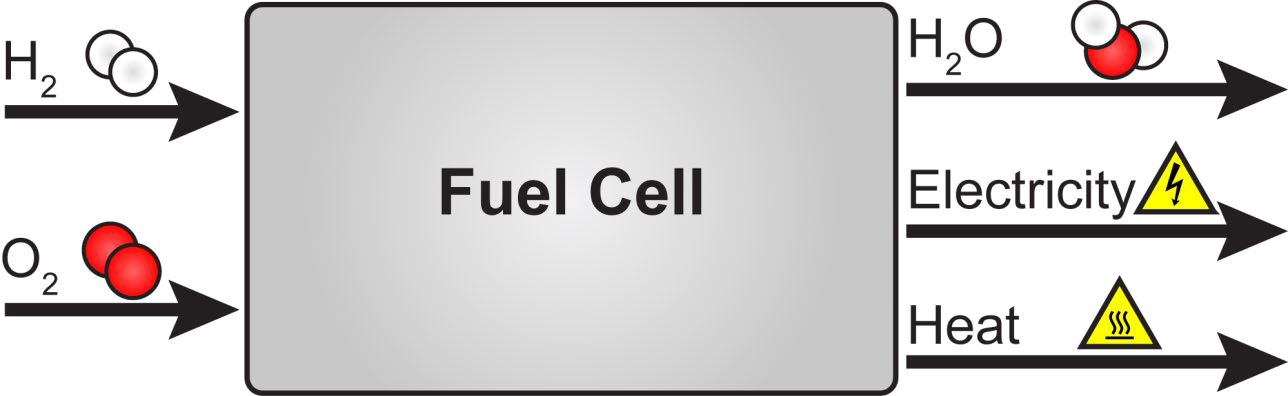 H₂
O₂
Fuel Cell
H₂O
Electricity
Heat